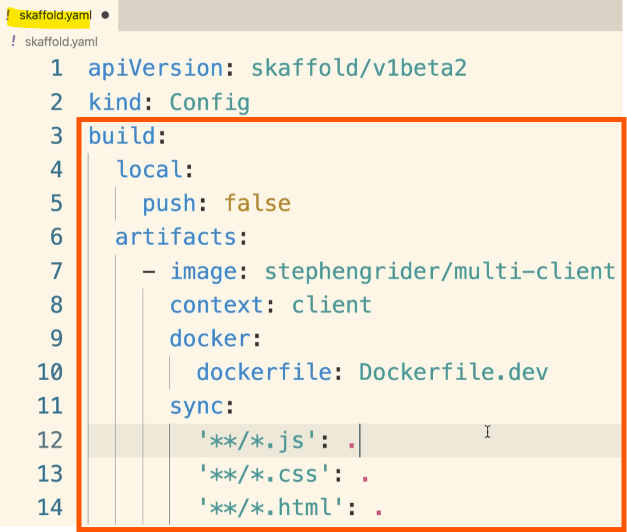 ! skaffold.yaml ●
! skaffold.yaml
1 apiVersion: skaffold/v1beta2
2 kind: Config
3 build:
4   local:
5     push: false
6   artifacts:
7     - image: stephengrider/multi-client
8       context: client
9       docker:
10         dockerfile: Dockerfile.dev
11       sync:
12         '**/*.js': .
13         '**/*.css': .
14         '**/*.html': .